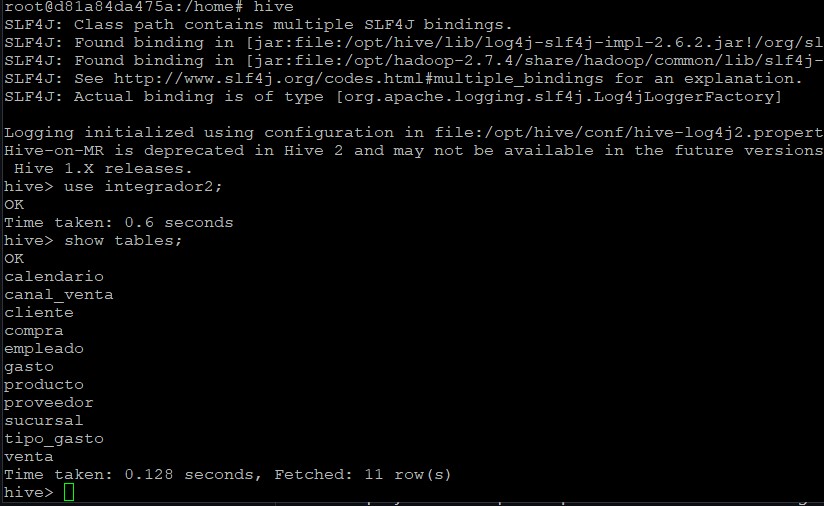 root@d81a84da475a:/home# hive
SLF4J: Class path contains multiple SLF4J bindings.
SLF4J: Found binding in [jar:file:/opt/hive/lib/log4j-slf4j-impl-2.6.2.jar!/org/sl
SLF4J: Found binding in [jar:file:/opt/hadoop-2.7.4/share/hadoop/common/lib/slf4j-
SLF4J: See http://www.slf4j.org/codes.html#multiple_bindings for an explanation.
SLF4J: Actual binding is of type [org.apache.logging.slf4j.Log4jLoggerFactory]
Logging initialized using configuration in file:/opt/hive/conf/hive-log4j2.propert
Hive-on-MR is deprecated in Hive 2 and may not be available in the future versions
Hive 1.X releases.
hive> use integrador2;
OK
Time taken: 0.6 seconds
hive> show tables;
OK
calendario
canal_venta
cliente
compra
empleado
gasto
producto
proveedor
sucursal
tipo_gasto
venta
Time taken: 0.128 seconds, Fetched: 11 row(s)
hive>